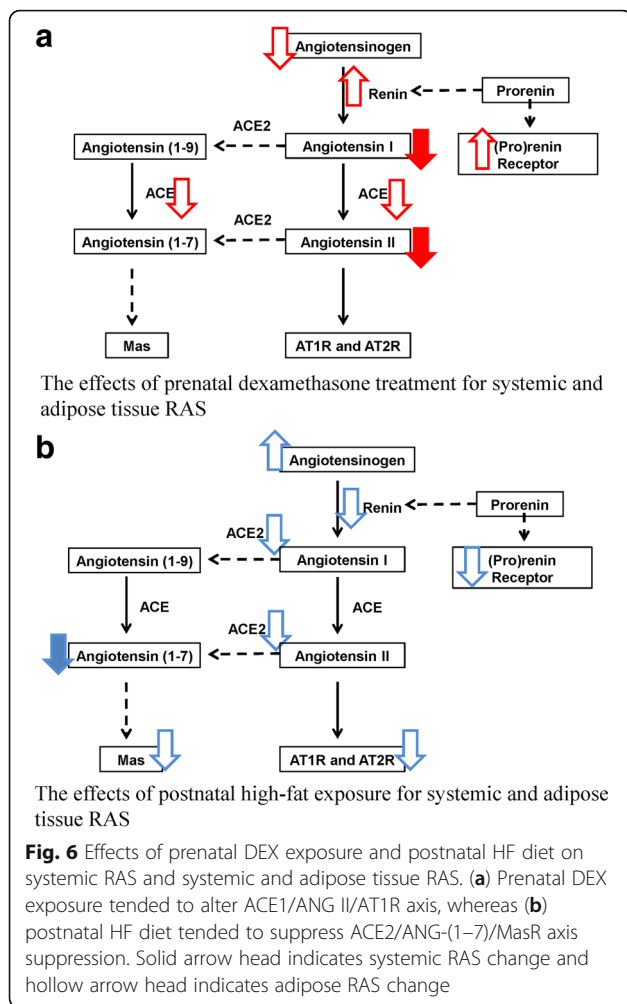 a
Angiotensinogen
Renin
Prorenin
ACE2
Angiotensin (1-9)
Angiotensin I
(Pro)renin
Receptor
ACE
ACE
ACE2
Angiotensin (1-7)
Angiotensin II
Mas
AT1R and AT2R
The effects of prenatal dexamethasone treatment for systemic and
adipose tissue RAS
b
Angiotensinogen
Renin
Prorenin
ACE2
Angiotensin (1-9)
Angiotensin I
(Pro)renin
Receptor
ACE
ACE
ACE2
Angiotensin (1-7)
Angiotensin II
Mas
AT1R and AT2R
The effects of postnatal high-fat exposure for systemic and adipose
tissue RAS
Fig. 6 Effects of prenatal DEX exposure and postnatal HF diet on
systemic RAS and systemic and adipose tissue RAS. (a) Prenatal DEX
exposure tended to alter ACE1/ANG II/AT1R axis, whereas (b)
postnatal HF diet tended to suppress ACE2/ANG-(1–7)/MasR axis
suppression. Solid arrow head indicates systemic RAS change and
hollow arrow head indicates adipose RAS change